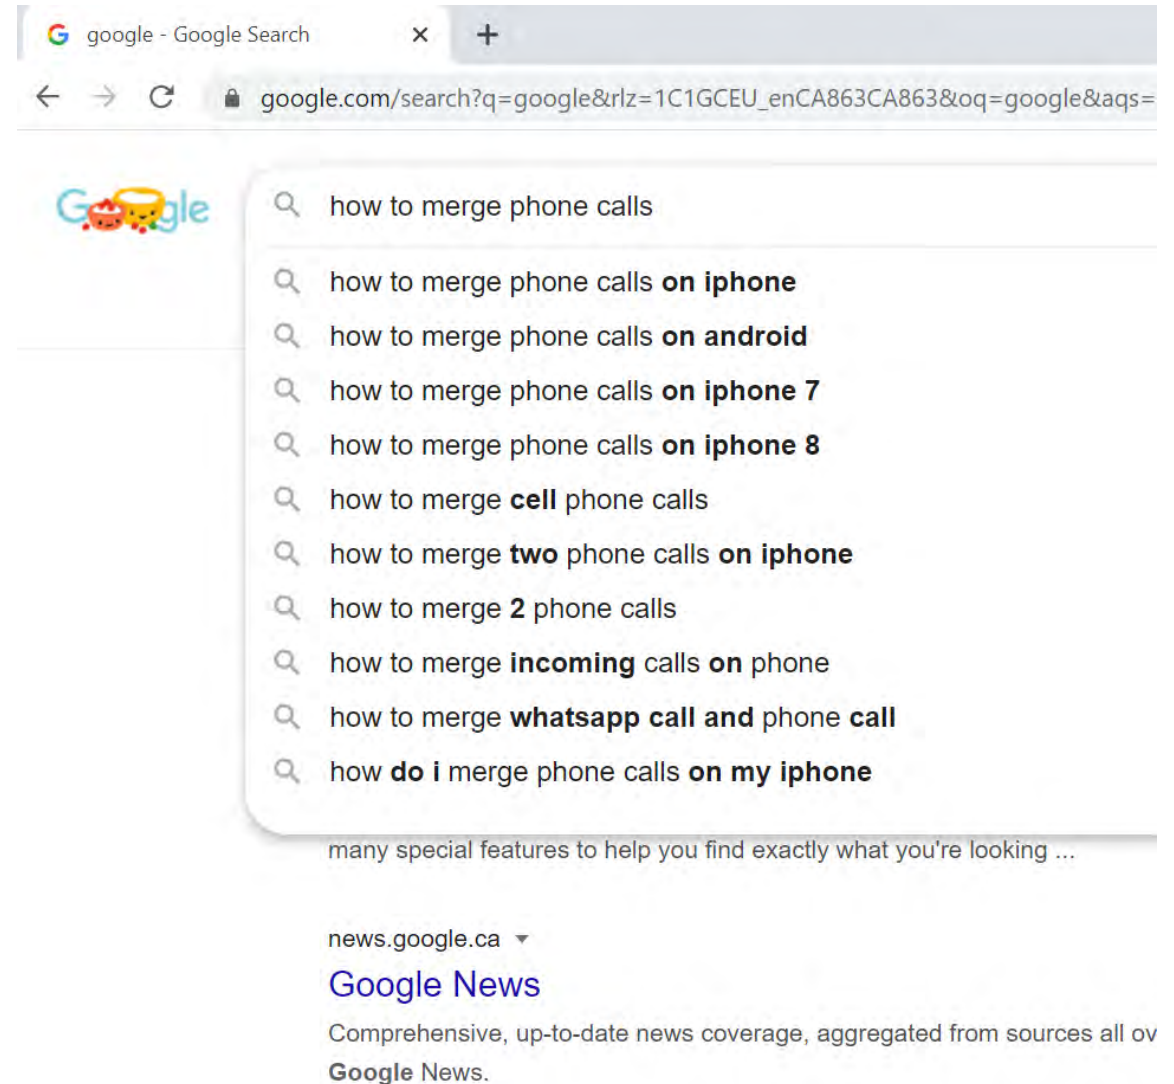 google - Google Search
google.com/search?q=google&rlz=1C1GCEU_enCA863CA863&oq=google&aqs=
Google
how to merge phone calls
how to merge phone calls on iphone
how to merge phone calls on android
how to merge phone calls on iphone 7
how to merge phone calls on iphone 8
how to merge cell phone calls
how to merge two phone calls on iphone
how to merge 2 phone calls
how to merge incoming calls on phone
how to merge whatsapp call and phone call
how do i merge phone calls on my iphone
many special features to help you find exactly what you're looking ...
news.google.ca
Google News
Comprehensive, up-to-date news coverage, aggregated from sources all ov
Google News.